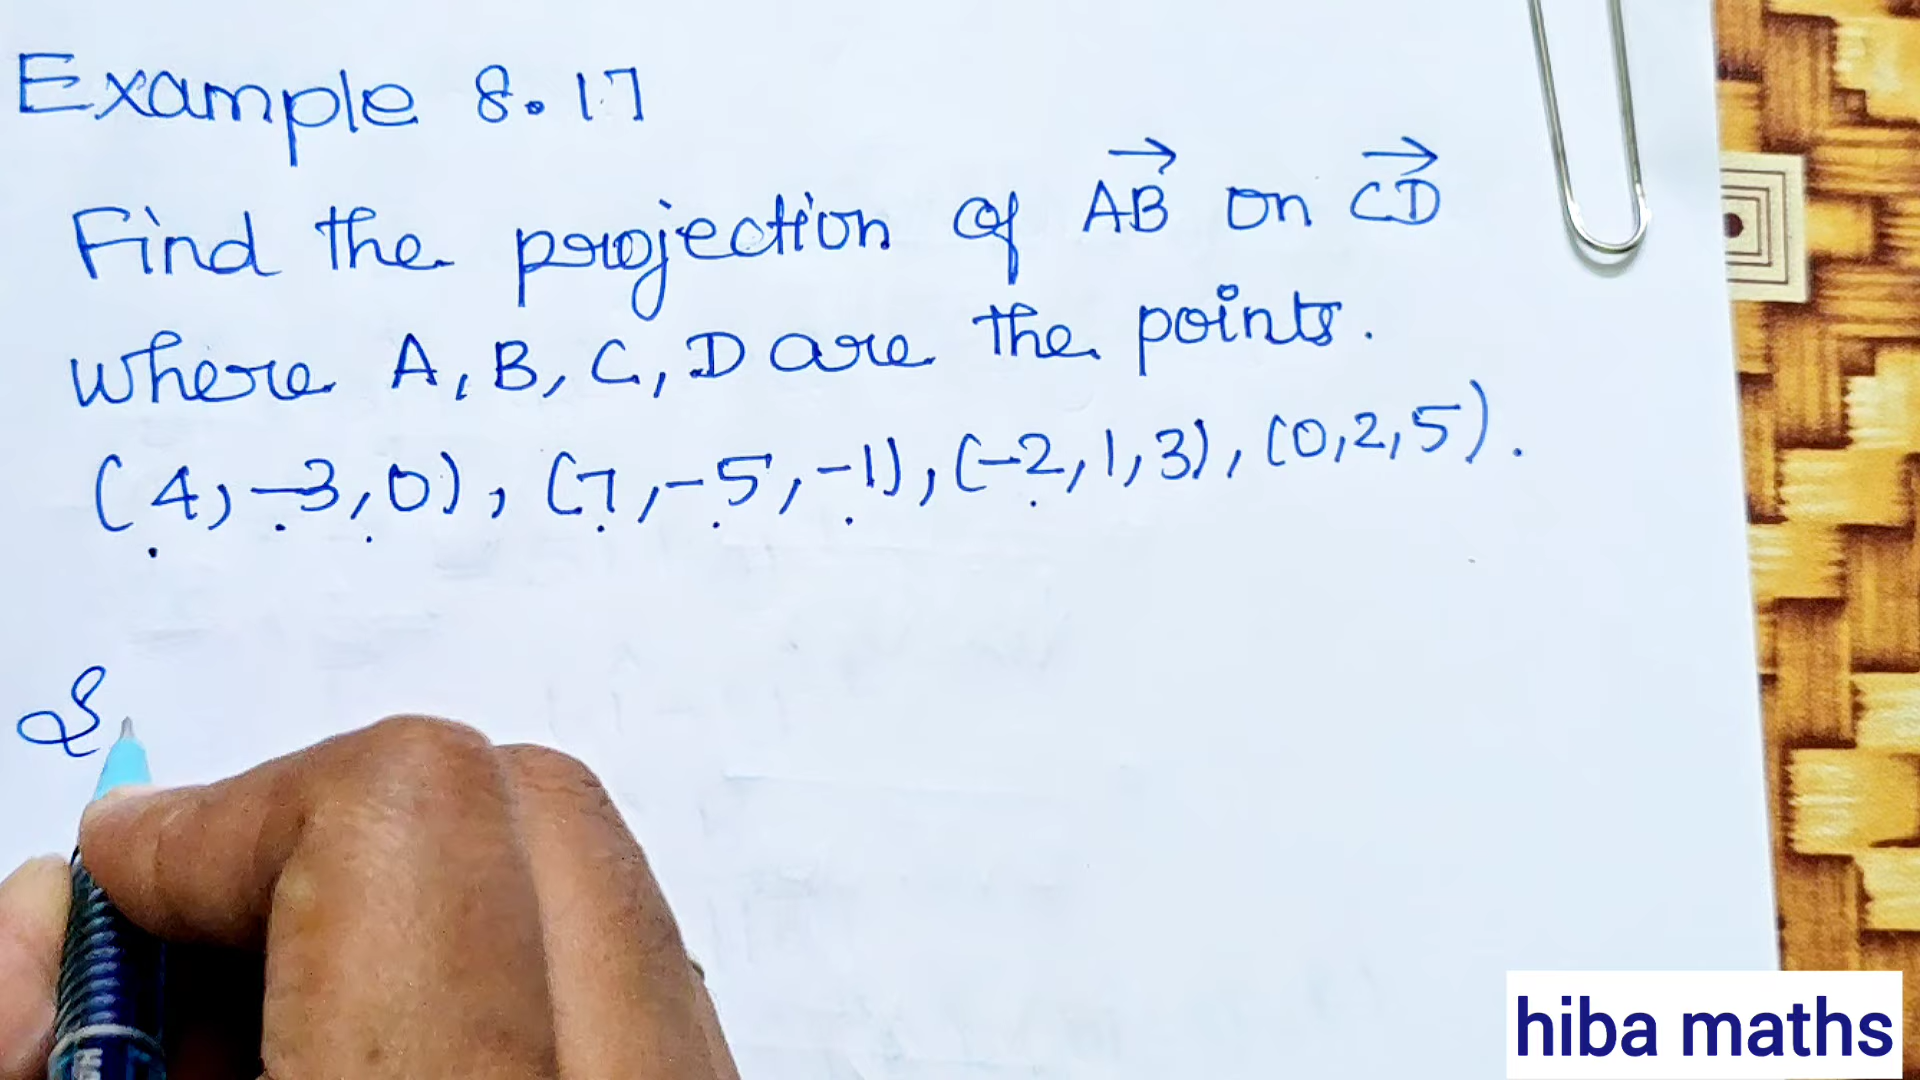 Example 8.17
Find the projection of AB on CD
where A, B, C, D are the points.
(4, -3, 0), (7, -5, -1), (-2, 1, 3), (0, 2, 5).
S
hiba maths